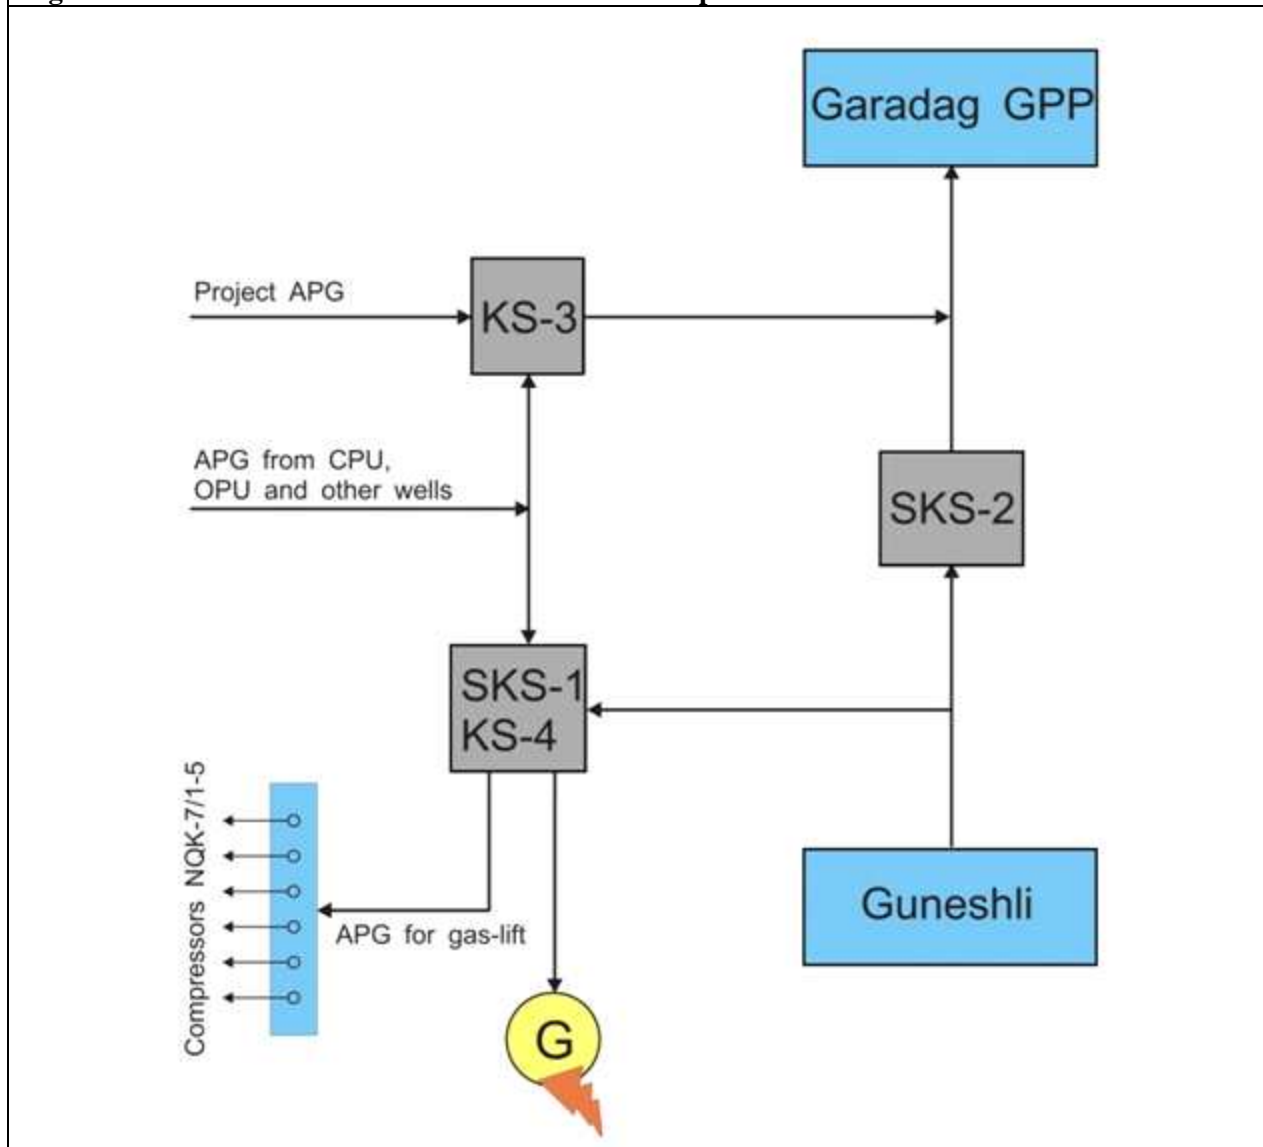 Garadag GPP
Project APG
KS-3
APG from CPU,
OPU and other wells
SKS-2
SKS-1
KS-4
Compressors NQK-7/1-5
APG for gas-lift
Guneshli
G